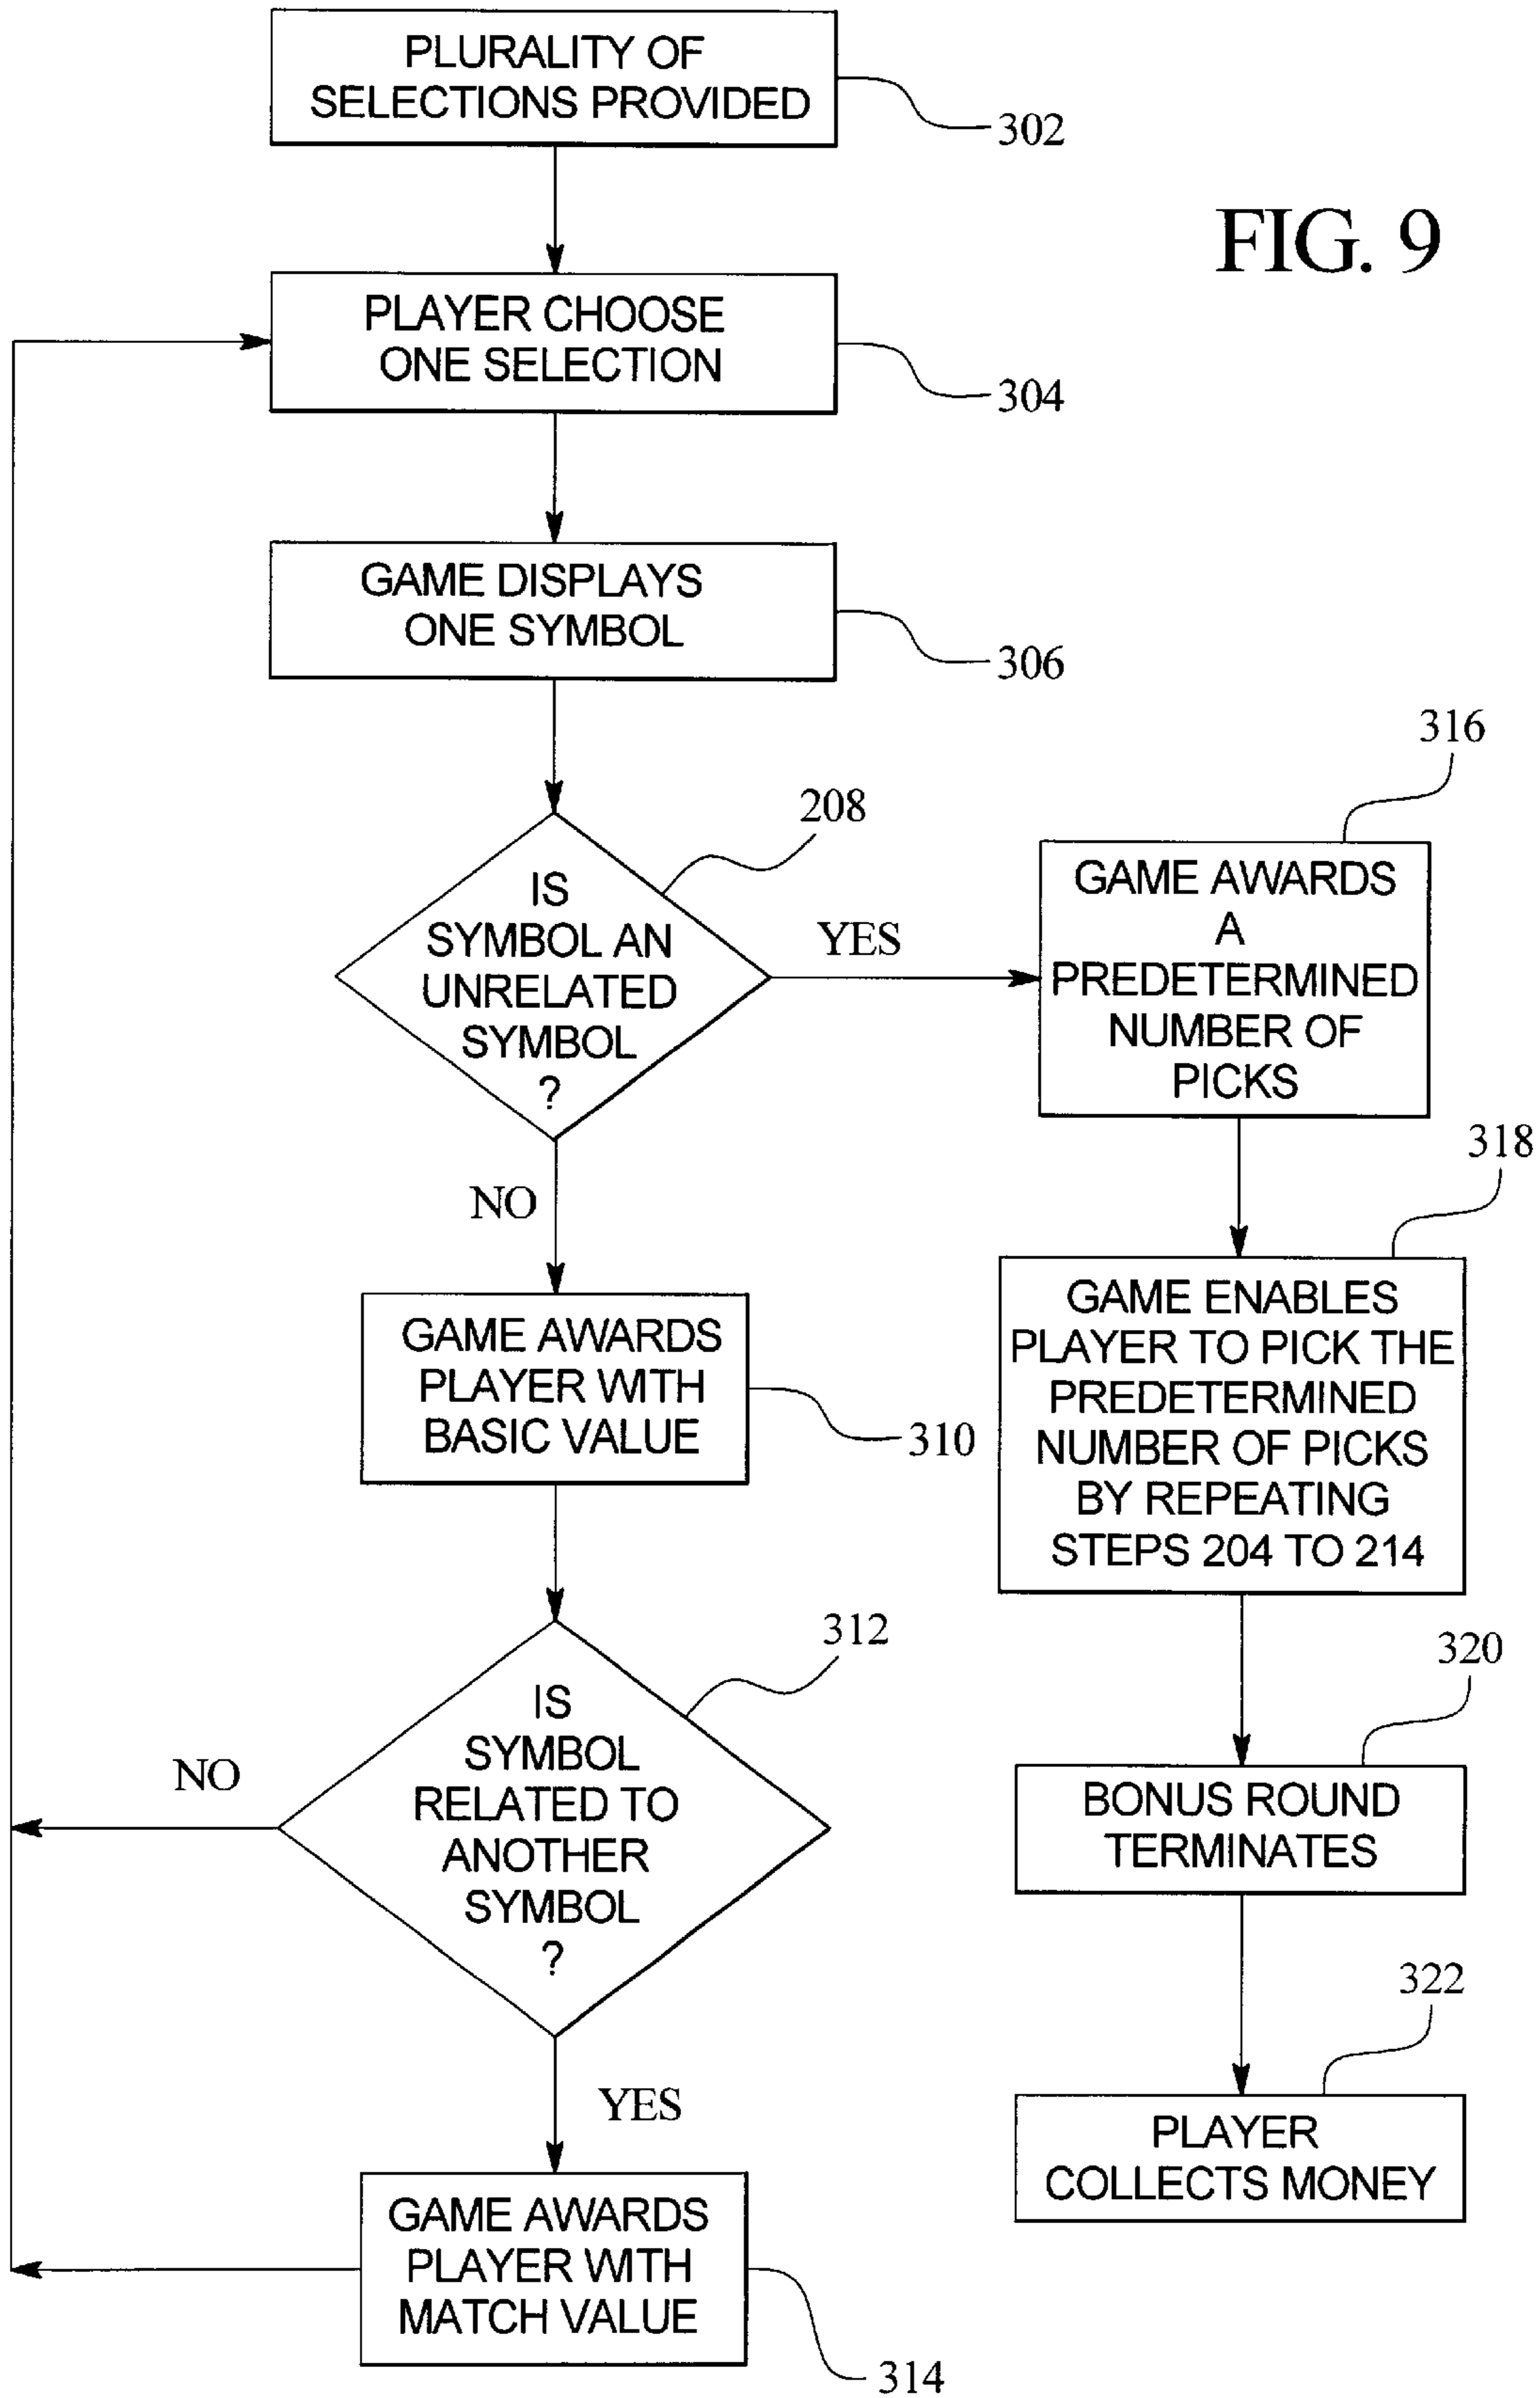 PLURALITY OF
SELECTIONS PROVIDED
302
FIG. 9
PLAYER CHOOSE
ONE SELECTION
304
GAME DISPLAYS
ONE SYMBOL
306
208
IS
SYMBOL AN
UNRELATED
SYMBOL
?
YES
NO
316
GAME AWARDS
A
PREDETERMINED
NUMBER OF
PICKS
318
GAME ENABLES
PLAYER TO PICK THE
PREDETERMINED
NUMBER OF PICKS
BY REPEATING
STEPS 204 TO 214
GAME AWARDS
PLAYER WITH
BASIC VALUE
310
312
IS
SYMBOL
RELATED TO
ANOTHER
SYMBOL
?
NO
YES
320
BONUS ROUND
TERMINATES
322
PLAYER
COLLECTS MONEY
GAME AWARDS
PLAYER WITH
MATCH VALUE
314